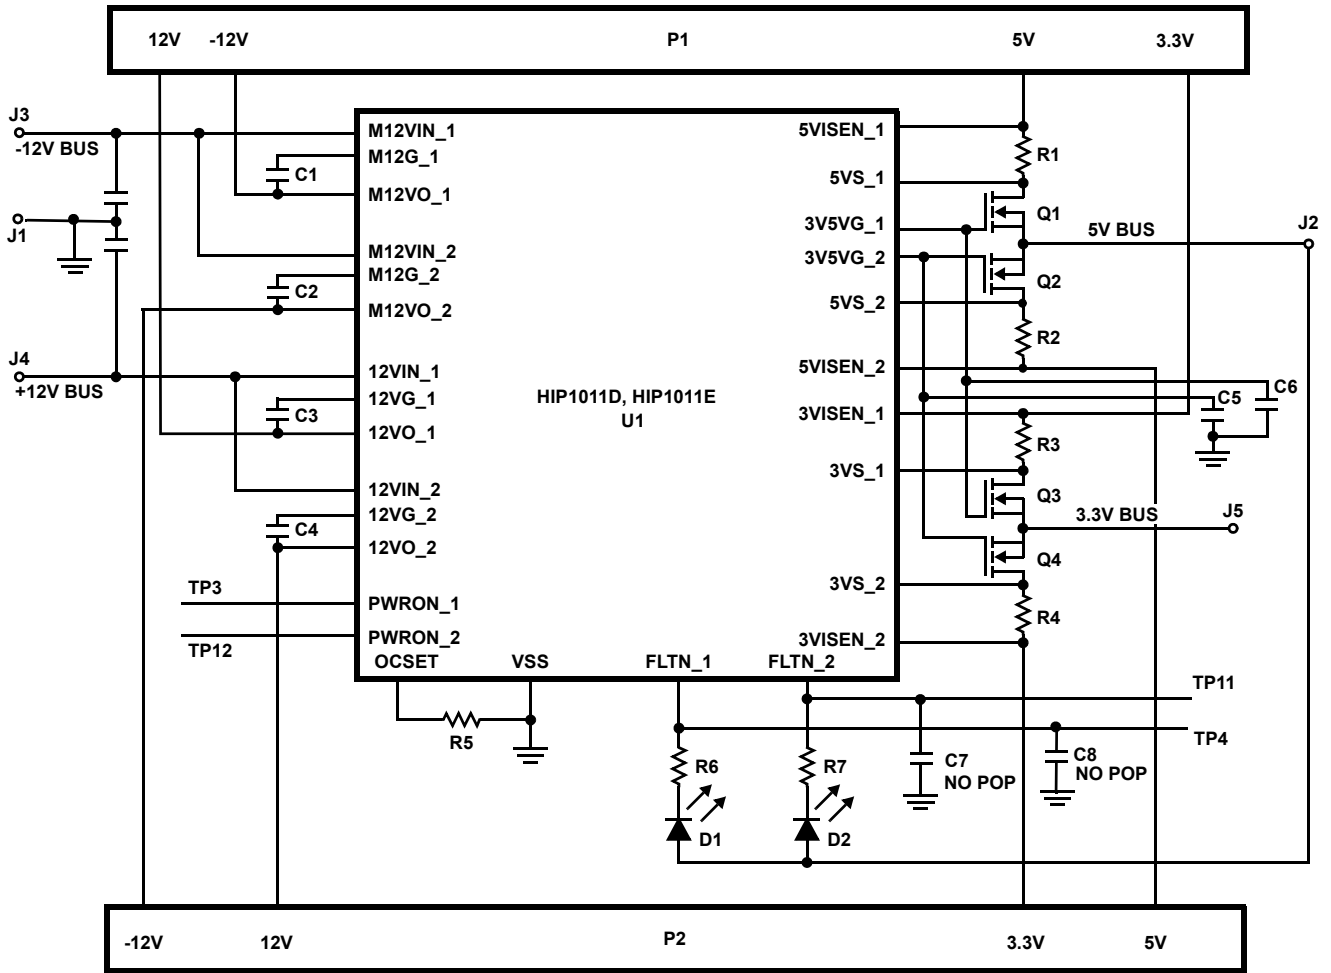 12V -12V P1 5V 3.3V
J3
-12V BUS
J1
J4
+12V BUS
C1
C2
C3
C4
TP3
TP12
M12VIN_1
M12G_1
M12VO_1
M12VIN_2
M12G_2
M12VO_2
12VIN_1
12VG_1
12VO_1
12VIN_2
12VG_2
12VO_2
PWRON_1
PWRON_2
OCSET VSS FLTN_1 FLTN_2
HIP1011D, HIP1011E
U1
5VISEN_1
5VS_1
3V5VG_1
3V5VG_2
5VS_2
5VISEN_2
3VISEN_1
3VS_1
3VS_2
3VISEN_2
R1
Q1
5V BUS
J2
Q2
R2
C5
C6
R3
Q3
3.3V BUS
J5
Q4
R4
TP11
TP4
R5
R6
R7
C7
NO POP
C8
NO POP
D1
D2
-12V 12V P2 3.3V 5V